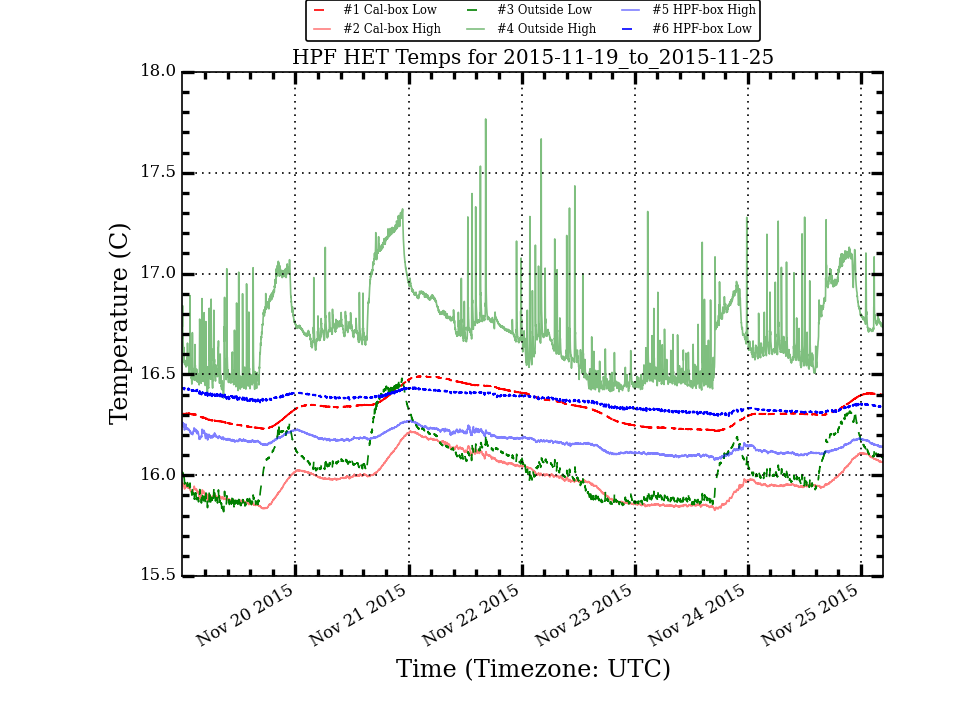 #1 Cal-box Low #3 Outside Low #5 HPF-box High
#2 Cal-box High #4 Outside High #6 HPF-box Low
HPF HET Temps for 2015-11-19_to_2015-11-25
18.0
17.5
17.0
16.5
16.0
15.5
Temperature (C)
Nov 20 2015 Nov 21 2015 Nov 22 2015 Nov 23 2015 Nov 24 2015 Nov 25 2015
Time (Timezone: UTC)